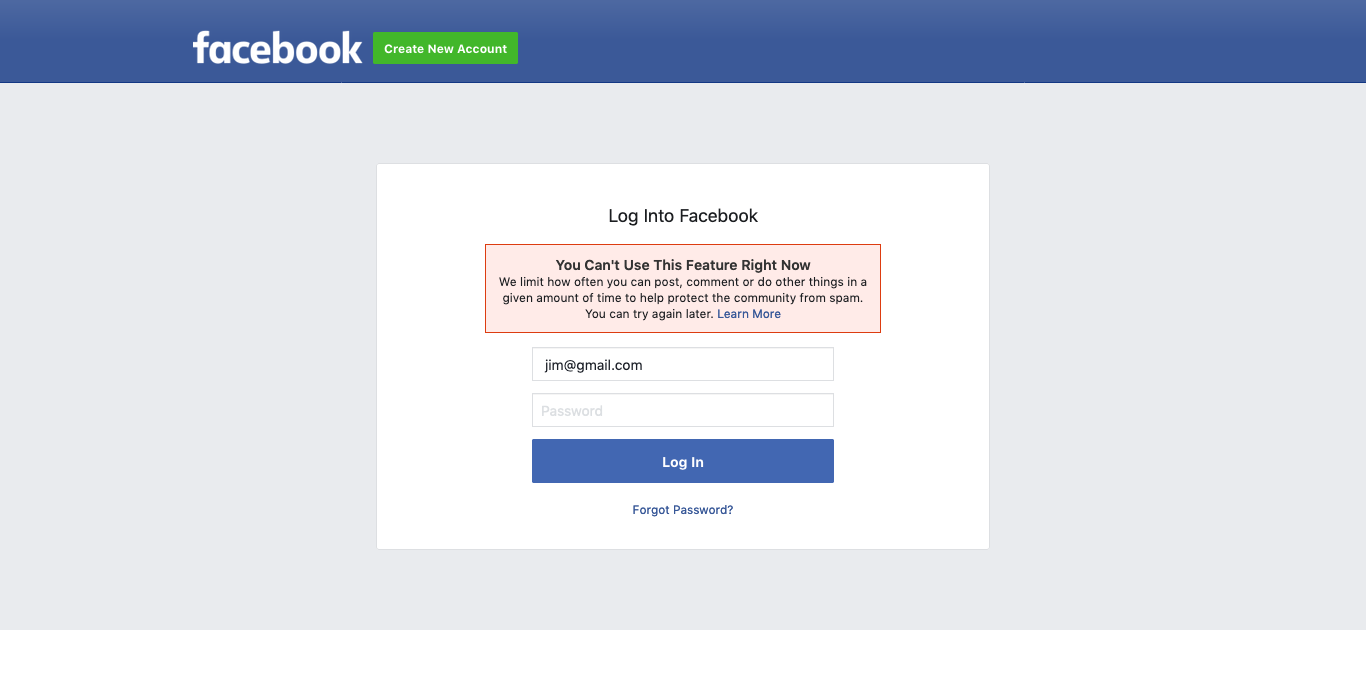 facebook
Create New Account
Log Into Facebook
You Can't Use This Feature Right Now
We limit how often you can post, comment or do other things in a
given amount of time to help protect the community from spam.
You can try again later. Learn More
jim@gmail.com
Password
Log In
Forgot Password?